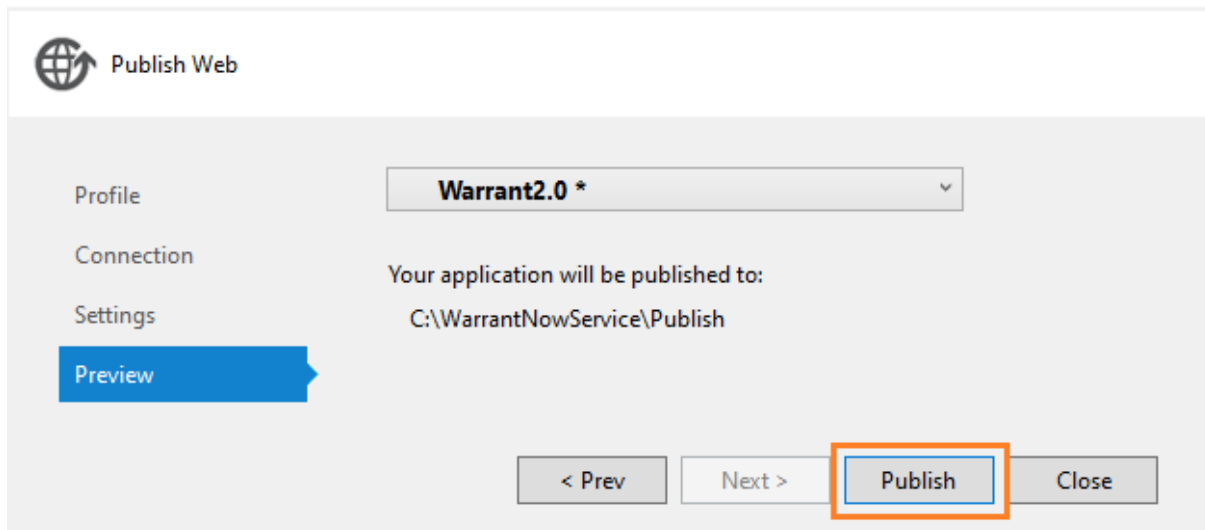 Publish Web
Profile
Connection
Settings
Preview
Warrant2.0 *
Your application will be published to:
C:\WarrantNowService\Publish
< Prev
Next >
Publish
Close